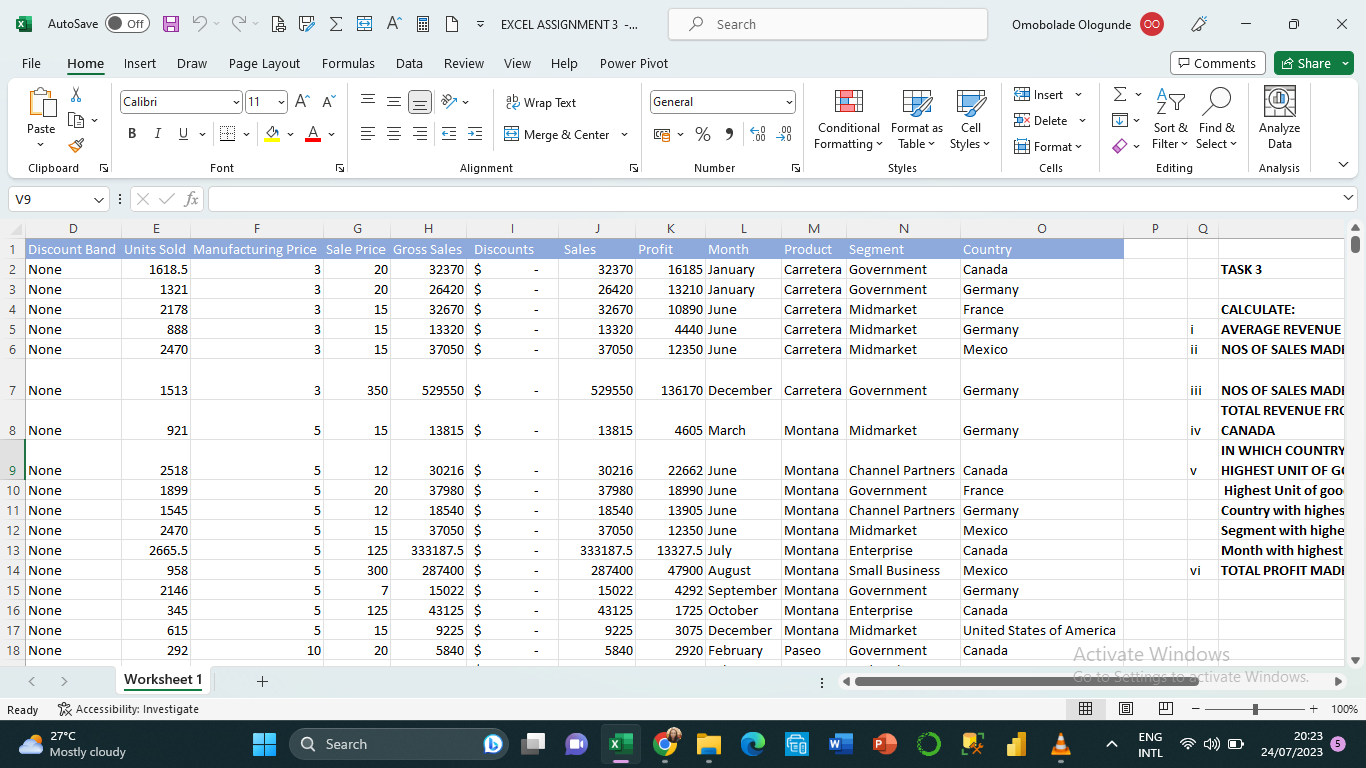 AutoSave Off EXCEL ASSIGNMENT 3 -... Search Omobolade Ologunde OO
File Home Insert Draw Page Layout Formulas Data Review View Help Power Pivot Comments Share
Paste Calibri 11 Wrap Text General Conditional Formatting Format as Table Cell Styles Insert Delete Format Sort & Filter Find & Select Analyze Data
B I U A Merge & Center % 9
Clipboard Font Alignment Number Styles Cells Editing Analysis
V9 fx
D E F G H I J K L M N O P Q
1 Discount Band Units Sold Manufacturing Price Sale Price Gross Sales Discounts Sales Profit Month Product Segment Country
2 None 1618.5 3 20 32370 $ - 32370 16185 January Carretera Government Canada TASK 3
3 None 1321 3 20 26420 $ - 26420 13210 January Carretera Government Germany
4 None 2178 3 15 32670 $ - 32670 10890 June Carretera Midmarket France CALCULATE:
5 None 888 3 15 13320 $ - 13320 4440 June Carretera Midmarket Germany i AVERAGE REVENUE
6 None 2470 3 15 37050 $ - 37050 12350 June Carretera Midmarket Mexico ii NOS OF SALES MADI
7 None 1513 3 350 529550 $ - 529550 136170 December Carretera Government Germany iii NOS OF SALES MADI
TOTAL REVENUE FRO
8 None 921 5 15 13815 $ - 13815 4605 March Montana Midmarket Germany iv CANADA
IN WHICH COUNTRY
9 None 2518 5 12 30216 $ - 30216 22662 June Montana Channel Partners Canada v HIGHEST UNIT OF GO
10 None 1899 5 20 37980 $ - 37980 18990 June Montana Government France Highest Unit of goo
11 None 1545 5 12 18540 $ - 18540 13905 June Montana Channel Partners Germany Country with highes
12 None 2470 5 15 37050 $ - 37050 12350 June Montana Midmarket Mexico Segment with highe
13 None 2665.5 5 125 333187.5 $ - 333187.5 13327.5 July Montana Enterprise Canada Month with highest
14 None 958 5 300 287400 $ - 287400 47900 August Montana Small Business Mexico vi TOTAL PROFIT MADI
15 None 2146 5 7 15022 $ - 15022 4292 September Montana Government Germany
16 None 345 5 125 43125 $ - 43125 1725 October Montana Enterprise Canada
17 None 615 5 15 9225 $ - 9225 3075 December Montana Midmarket United States of America
18 None 292 10 20 5840 $ - 5840 2920 February Paseo Government Canada
Activate Windows
Go to Settings to activate Windows.
Worksheet 1
Ready Accessibility: Investigate 100%
27°C Mostly cloudy Search ENG INTL 20:23 24/07/2023 5